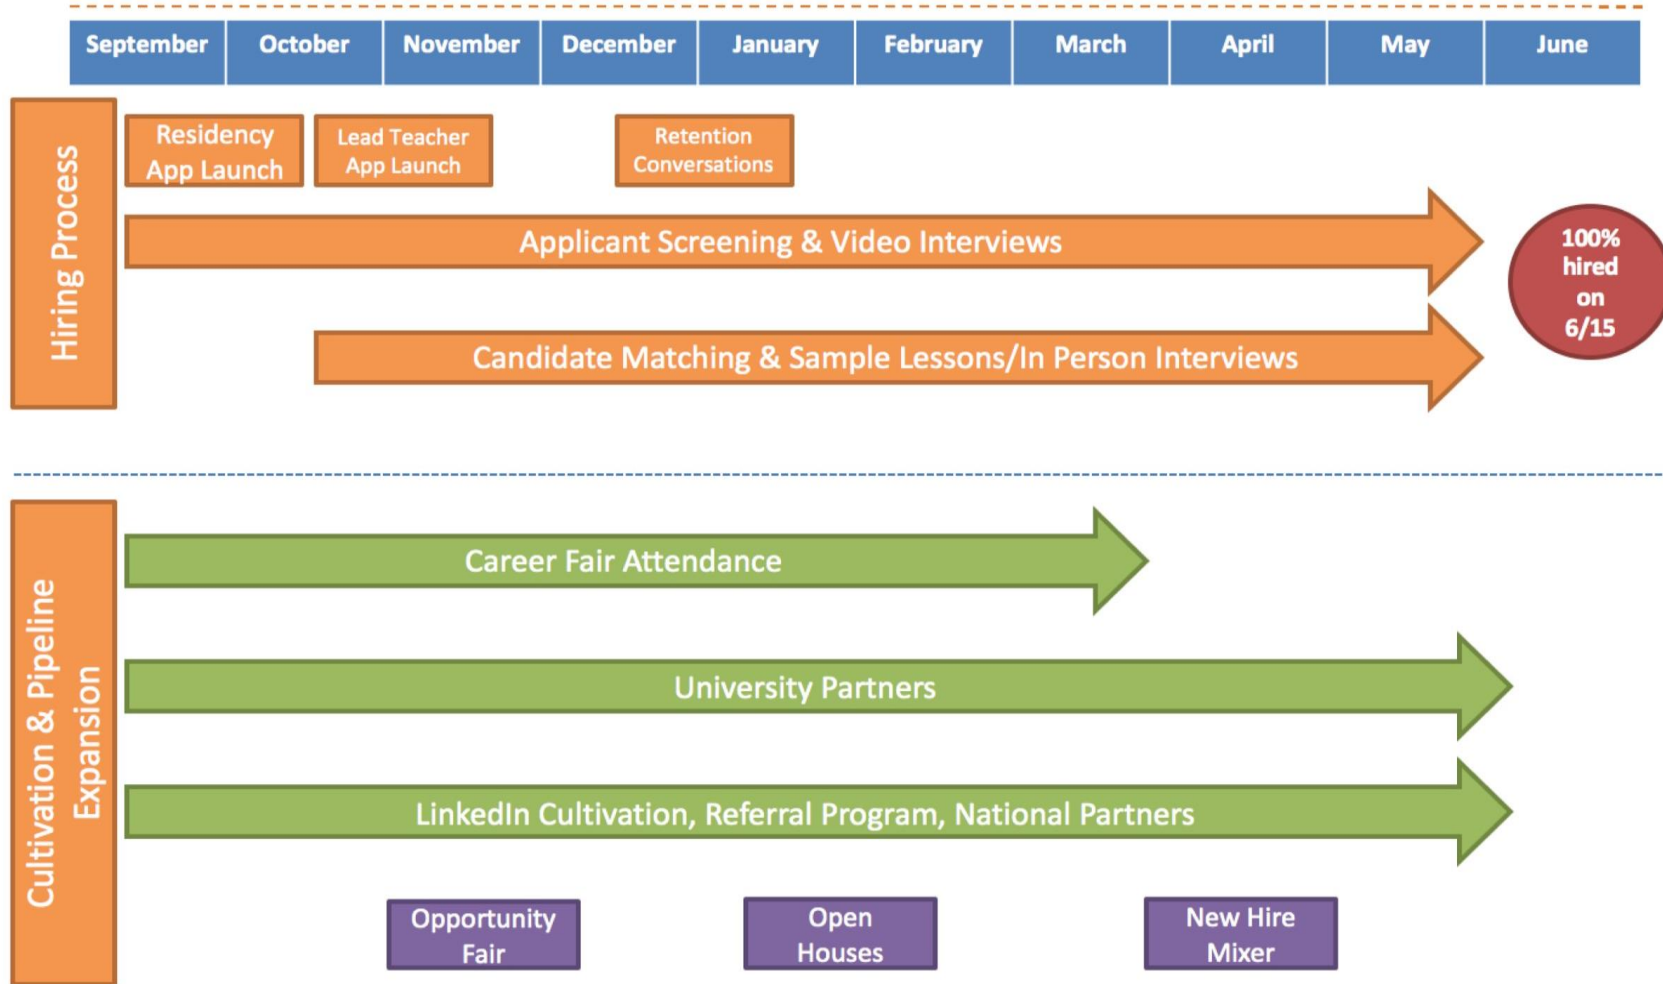 September October November December January February March April May June
Hiring Process
Residency
App Launch
Lead Teacher
App Launch
Retention
Conversations
Applicant Screening & Video Interviews
Candidate Matching & Sample Lessons/In Person Interviews
100%
hired
on
6/15
Cultivation & Pipeline
Expansion
Career Fair Attendance
University Partners
LinkedIn Cultivation, Referral Program, National Partners
Opportunity
Fair
Open
Houses
New Hire
Mixer